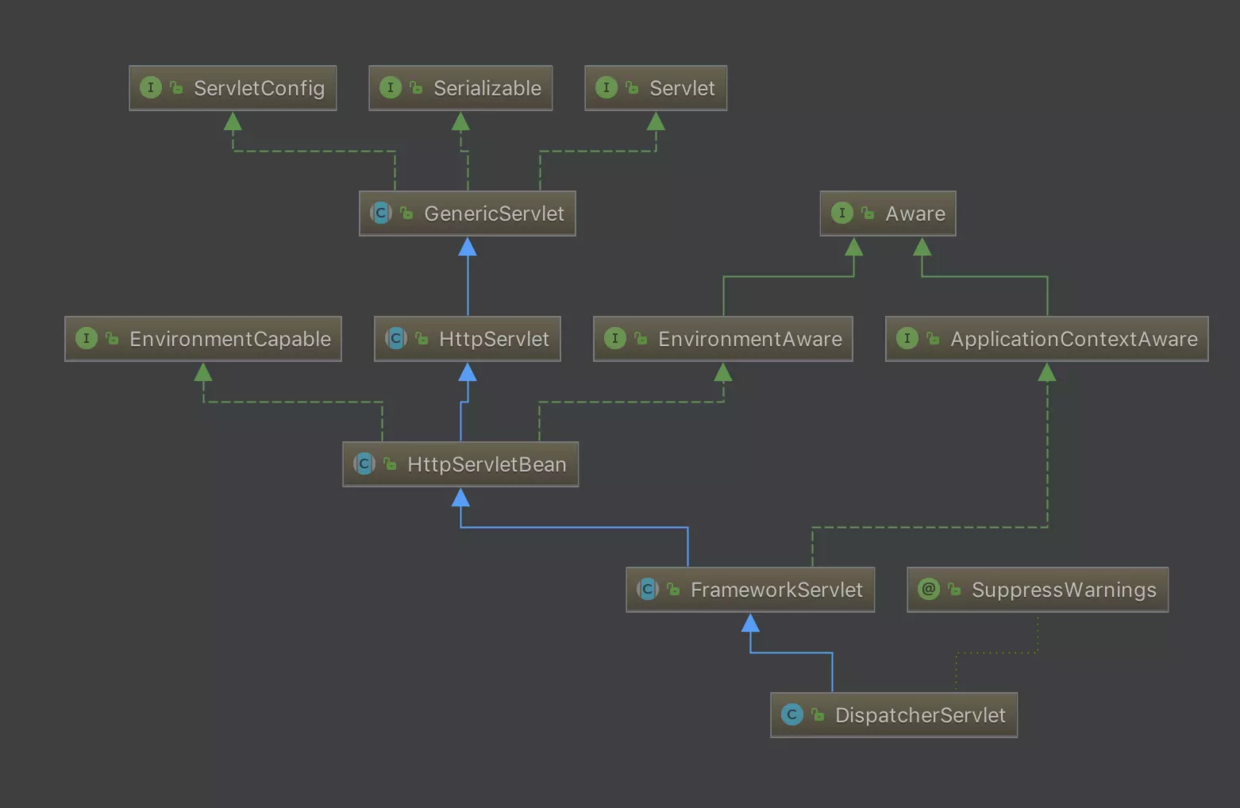 I ServletConfig
I Serializable
I Servlet
C GenericServlet
I Aware
I EnvironmentCapable
C HttpServlet
I EnvironmentAware
I ApplicationContextAware
C HttpServletBean
C FrameworkServlet
@ SuppressWarnings
C DispatcherServlet